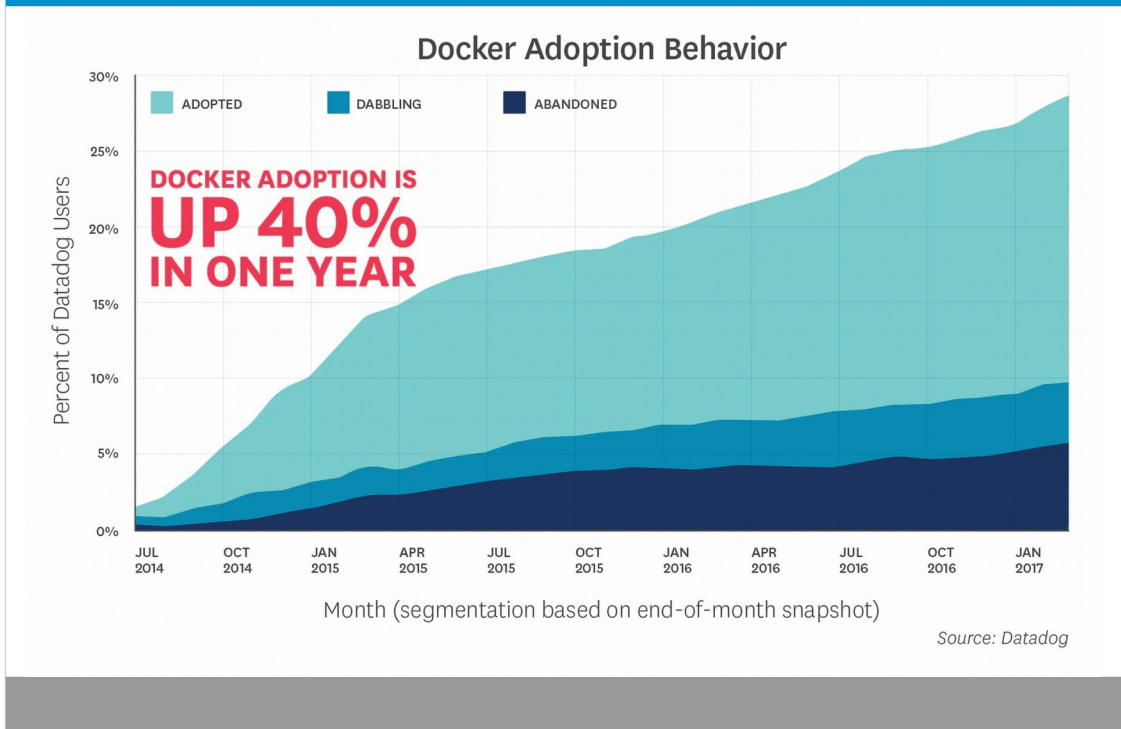 Docker Adoption Behavior
30%
ADOPTED DABBLING ABANDONED
25%
DOCKER ADOPTION IS
UP 40%
IN ONE YEAR
20%
15%
10%
5%
0%
Percent of Datadog Users
JUL OCT JAN APR JUL OCT JAN APR JUL OCT JAN
2014 2014 2015 2015 2015 2015 2016 2016 2016 2016 2017
Month (segmentation based on end-of-month snapshot)
Source: Datadog